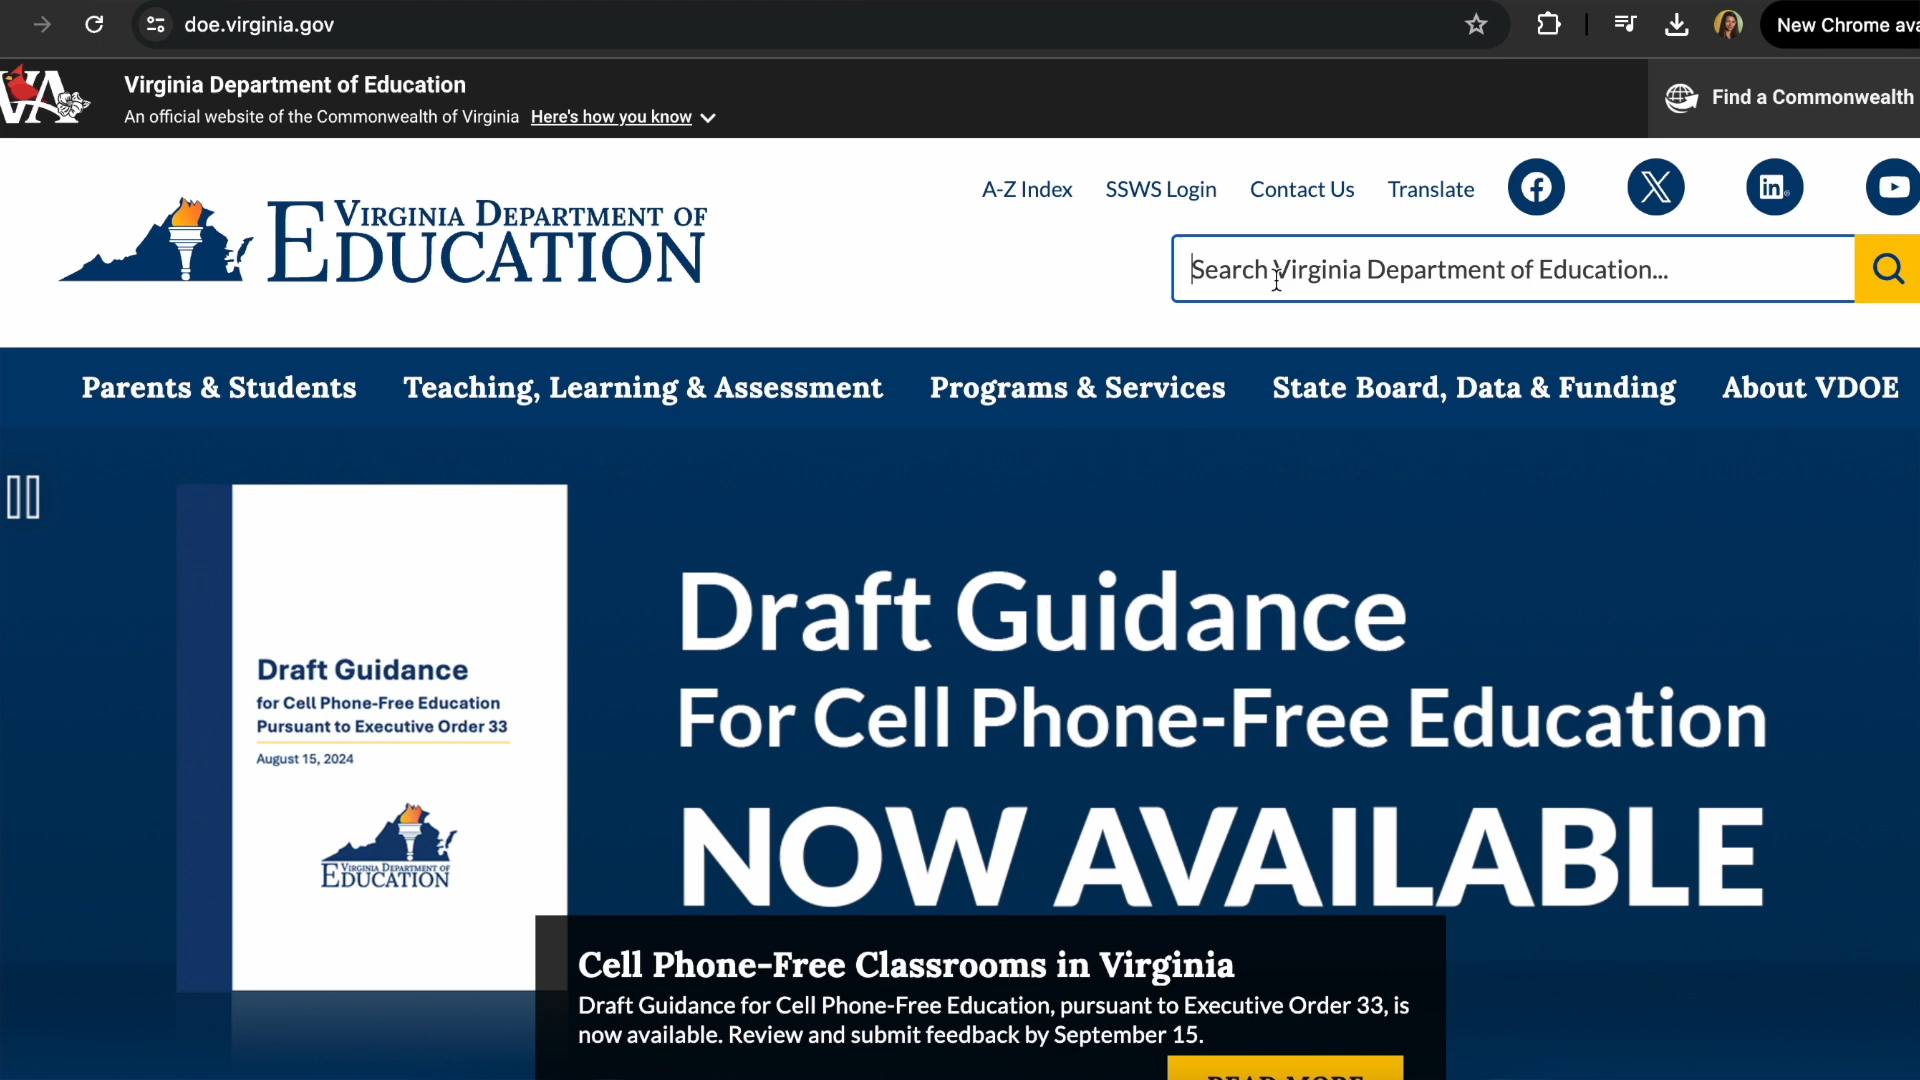 doe.virginia.gov
New Chrome ava
VA
Virginia Department of Education
An official website of the Commonwealth of Virginia Here's how you know
Find a Commonwealth
VIRGINIA DEPARTMENT OF
EDUCATION
A-Z Index SSWS Login Contact Us Translate
Search Virginia Department of Education...
Parents & Students Teaching, Learning & Assessment Programs & Services State Board, Data & Funding About VDOE
Draft Guidance
for Cell Phone-Free Education
Pursuant to Executive Order 33
August 15, 2024
VIRGINIA DEPARTMENT OF
EDUCATION
Draft Guidance
For Cell Phone-Free Education
NOW AVAILABLE
Cell Phone-Free Classrooms in Virginia
Draft Guidance for Cell Phone-Free Education, pursuant to Executive Order 33, is
now available. Review and submit feedback by September 15.
READ MORE